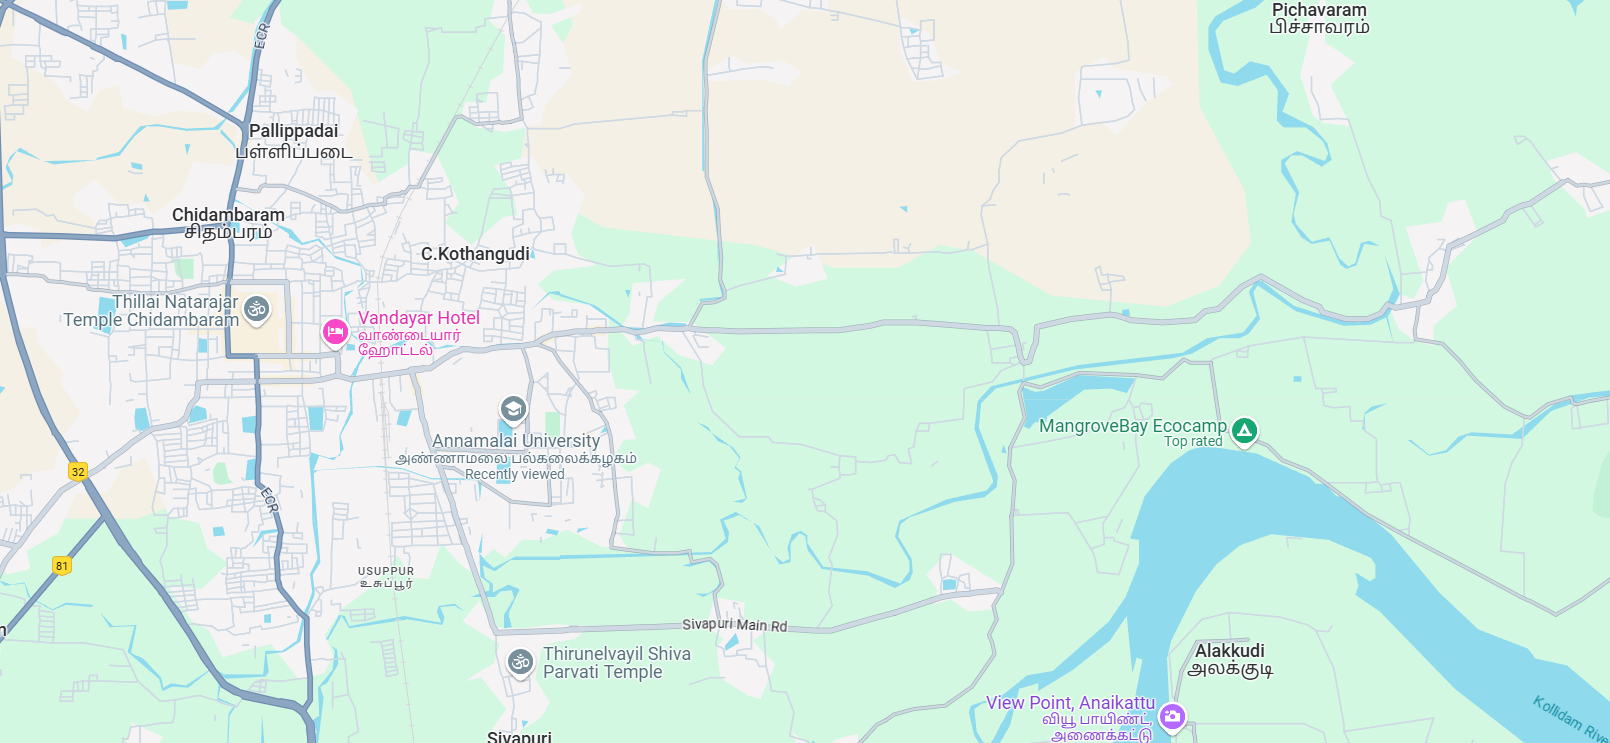 Pichavaram
பிச்சாவரம்
ECR
Pallippadai
பள்ளிப்படை
Chidambaram
சிதம்பரம்
C.Kothangudi
Thillai Natarajar
Temple Chidambaram
Vandayar Hotel
வாண்டையார்
ஹோட்டல்
Annamalai University
அண்ணாமலை பல்கலைக்கழகம்
Recently viewed
MangroveBay Ecocamp
Top rated
32
ECR
81
USUPPUR
உசுப்பூர்
Sivapuri Main Rd
Thirunelvayil Shiva
Parvati Temple
Alakkudi
அலக்குடி
View Point, Anaikattu
வியூ பாயிண்ட்,
அணைக்கட்டு
Kollidam River
Sivapuri